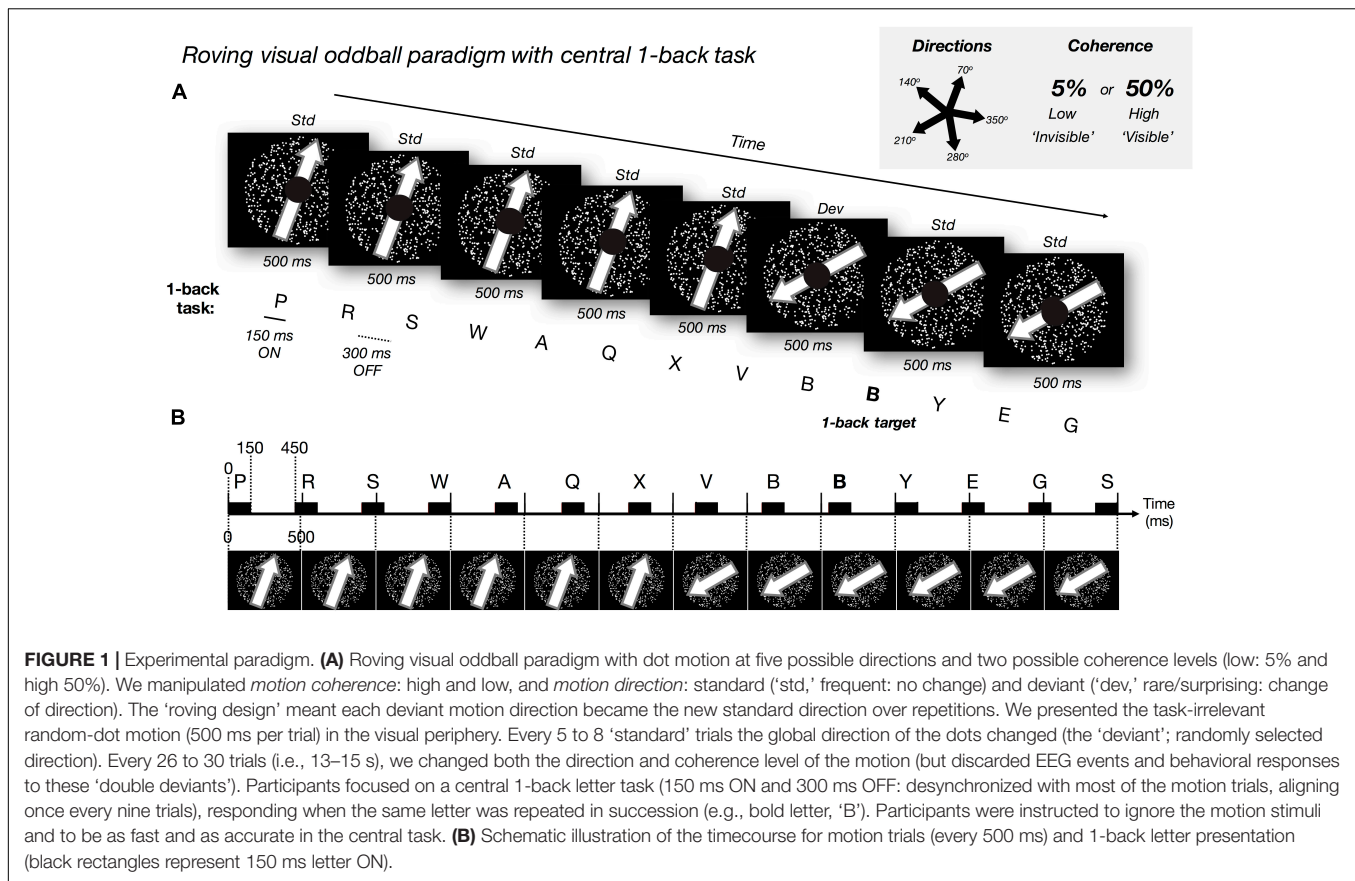 Roving visual oddball paradigm with central 1-back task
Directions
Coherence
70º
140º
350º
210º
280º
5% or 50%
Low
High
‘Invisible’
‘Visible’
A
Time
Std
Std
Std
Std
Std
Dev
Std
Std
500 ms
500 ms
500 ms
500 ms
500 ms
500 ms
500 ms
500 ms
1-back
task:
P R S W A Q X V B B Y E G
150 ms
ON
300 ms
OFF
1-back target
B
0 150 450
P R S W A Q X V B B Y E G S
Time
(ms)
0 500
FIGURE 1 | Experimental paradigm. (A) Roving visual oddball paradigm with dot motion at five possible directions and two possible coherence levels (low: 5% and
high 50%). We manipulated motion coherence: high and low, and motion direction: standard (‘std,’ frequent: no change) and deviant (‘dev,’ rare/surprising: change
of direction). The ‘roving design’ meant each deviant motion direction became the new standard direction over repetitions. We presented the task-irrelevant
random-dot motion (500 ms per trial) in the visual periphery. Every 5 to 8 ‘standard’ trials the global direction of the dots changed (the ‘deviant’; randomly selected
direction). Every 26 to 30 trials (i.e., 13–15 s), we changed both the direction and coherence level of the motion (but discarded EEG events and behavioral responses
to these ‘double deviants’). Participants focused on a central 1-back letter task (150 ms ON and 300 ms OFF: desynchronized with most of the motion trials, aligning
once every nine trials), responding when the same letter was repeated in succession (e.g., bold letter, ‘B’). Participants were instructed to ignore the motion stimuli
and to be as fast and as accurate in the central task. (B) Schematic illustration of the timecourse for motion trials (every 500 ms) and 1-back letter presentation
(black rectangles represent 150 ms letter ON).